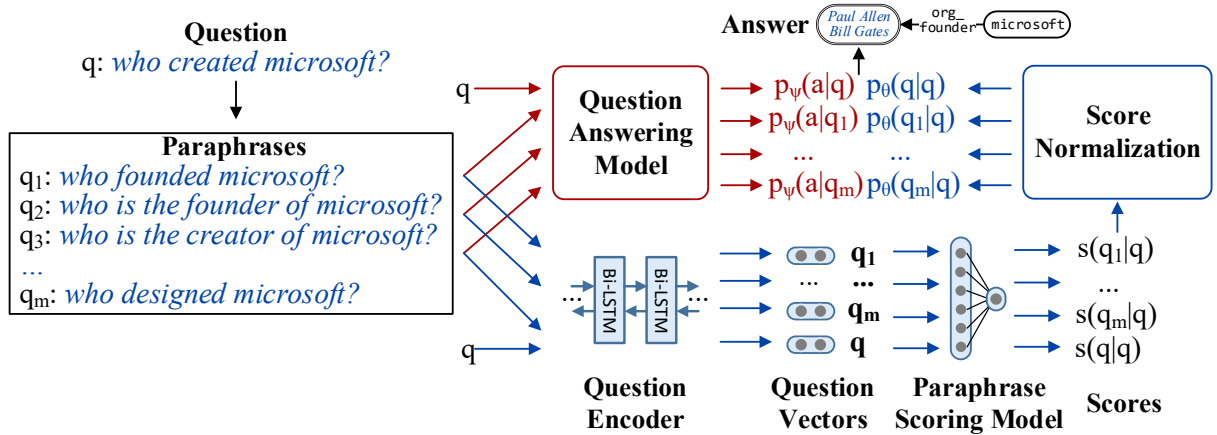 Question
q: who created microsoft?
Paraphrases
q1: who founded microsoft?
q2: who is the founder of microsoft?
q3: who is the creator of microsoft?
...
qm: who designed microsoft?
q
q
Question
Answering
Model
Answer
Paul Allen
Bill Gates
org_
founder
microsoft
pψ(a|q) pθ(q|q)
pψ(a|q1) pθ(q1|q)
... ...
pψ(a|qm) pθ(qm|q)
Score
Normalization
...
Bi-LSTM
Bi-LSTM
...
q1
... ...
qm
q
s(q1|q)
...
s(qm|q)
s(q|q)
Question
Encoder
Question
Vectors
Paraphrase
Scoring Model
Scores